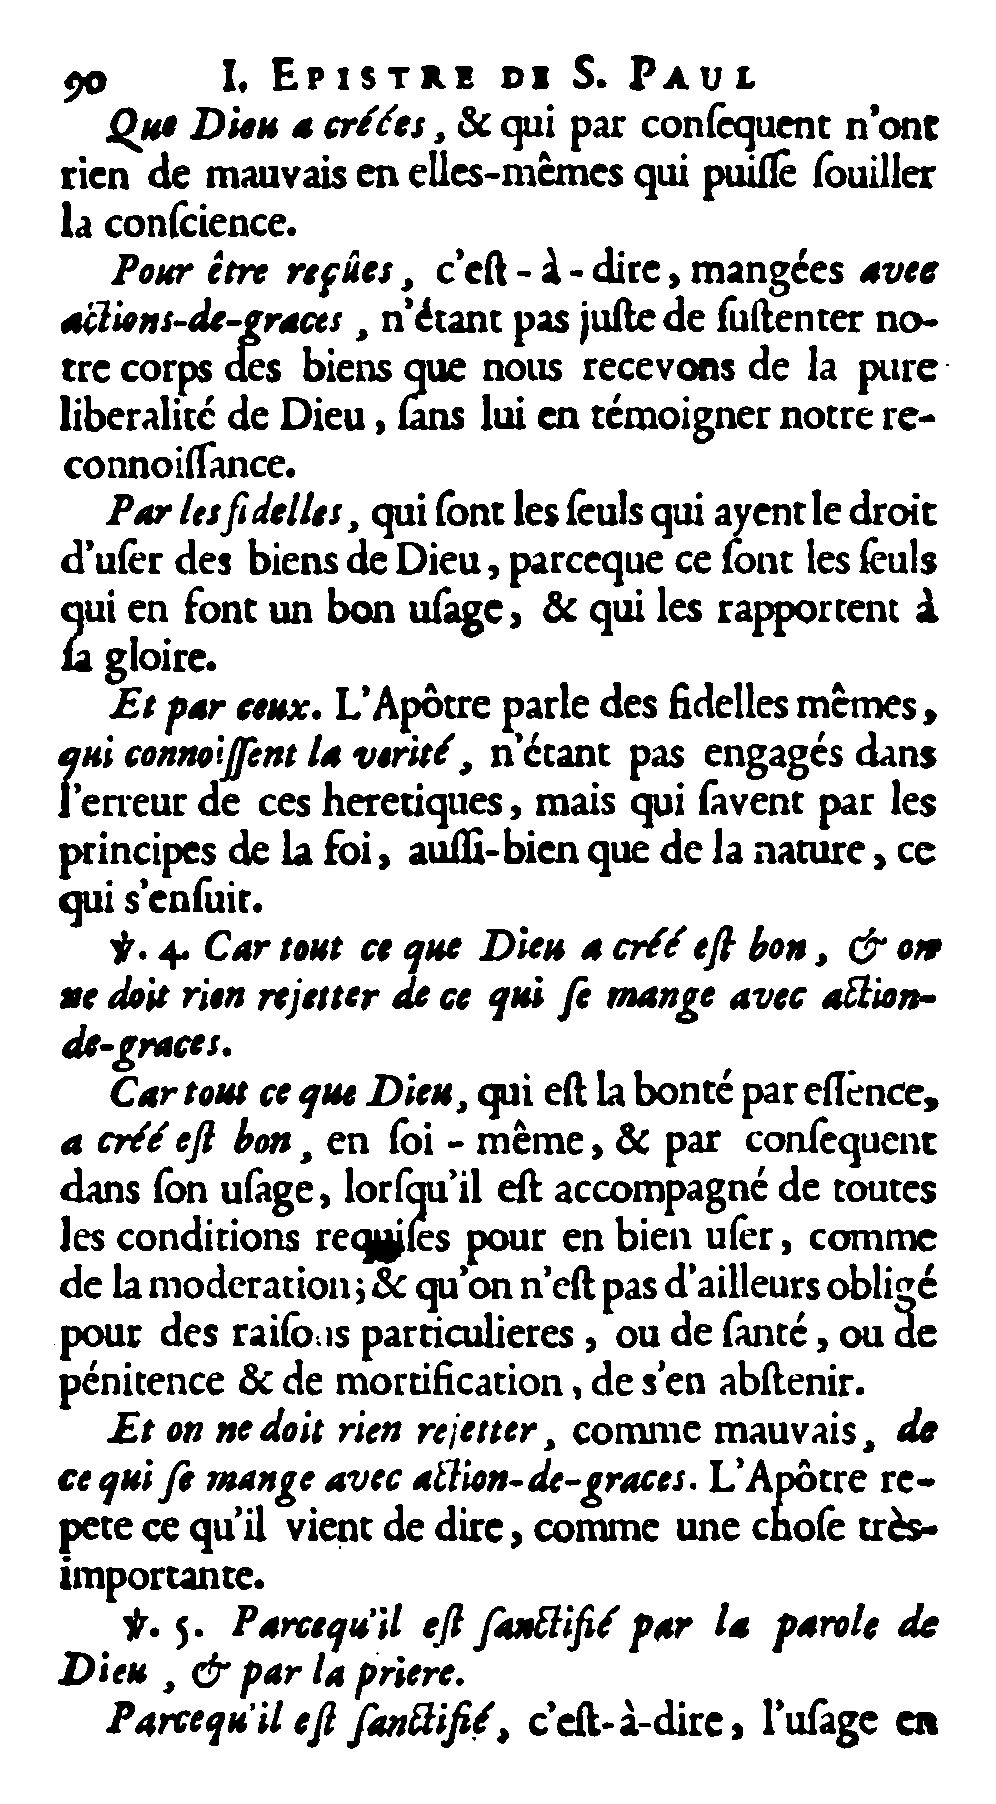 90 I. EPISTRE DE S. PAUL
Que Dieu a créées, & qui par conſequent n'ont
rien de mauvais en elles-mêmes qui puiſſe ſouiller
la conſcience.
Pour être reçûes, c'eſt-à-dire, mangées avec
actions-de-graces, n'étant pas juſte de ſuſtenter no-
tre corps des biens que nous recevons de la pure
liberalité de Dieu, ſans lui en témoigner notre re-
connoiſſance.
Par les fidelles, qui ſont les ſeuls qui ayent le droit
d'uſer des biens de Dieu, parceque ce ſont les ſeuls
qui en font un bon uſage, & qui les rapportent à
ſa gloire.
Et par ceux. L'Apôtre parle des fidelles mêmes,
qui connoiſſent la verité, n'étant pas engagés dans
l'erreur de ces heretiques, mais qui ſavent par les
principes de la foi, auſſi-bien que de la nature, ce
qui s'enſuit.
℣. 4. Car tout ce que Dieu a créé eſt bon, & on
ne doit rien rejetter de ce qui ſe mange avec action-
de-graces.
Car tout ce que Dieu, qui eſt la bonté par eſſence,
a créé eſt bon, en ſoi-même, & par conſequent
dans ſon uſage, lorſqu'il eſt accompagné de toutes
les conditions requiſes pour en bien uſer, comme
de la moderation; & qu'on n'eſt pas d'ailleurs obligé
pour des raiſons particulieres, ou de ſanté, ou de
pénitence & de mortification, de s'en abſtenir.
Et on ne doit rien rejetter, comme mauvais, de
ce qui ſe mange avec action-de-graces. L'Apôtre re-
pete ce qu'il vient de dire, comme une choſe très-
importante.
℣. 5. Parcequ'il eſt ſanctifié par la parole de
Dieu, & par la priere.
Parcequ'il eſt ſanctifié, c'eſt-à-dire, l'uſage en